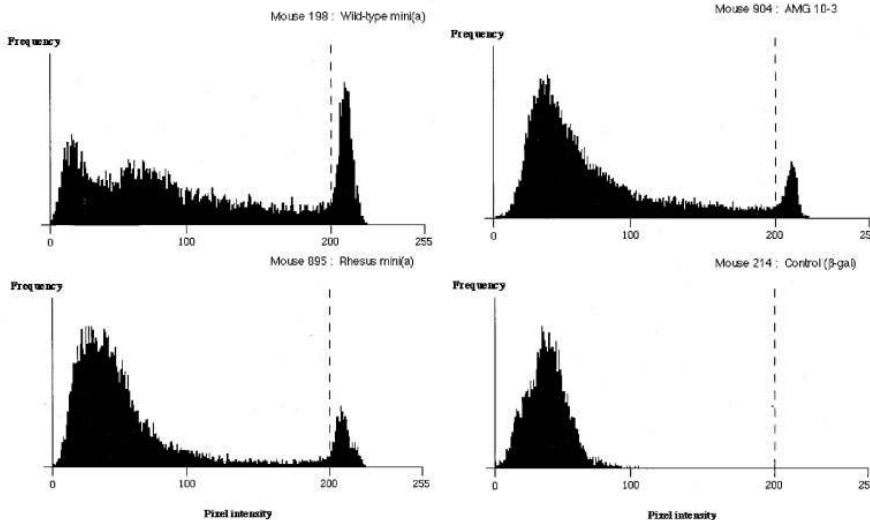 Mouse 198 : Wild-type mini(a)
Frequency
0 100 200 255
Mouse 904 : AMG 10-3
Frequency
0 100 200 255
Mouse 895 : Rhesus mini(a)
Frequency
0 100 200 255
Pixel intensity
Mouse 214 : Control (β-gal)
Frequency
0 100 200 255
Pixel intensity